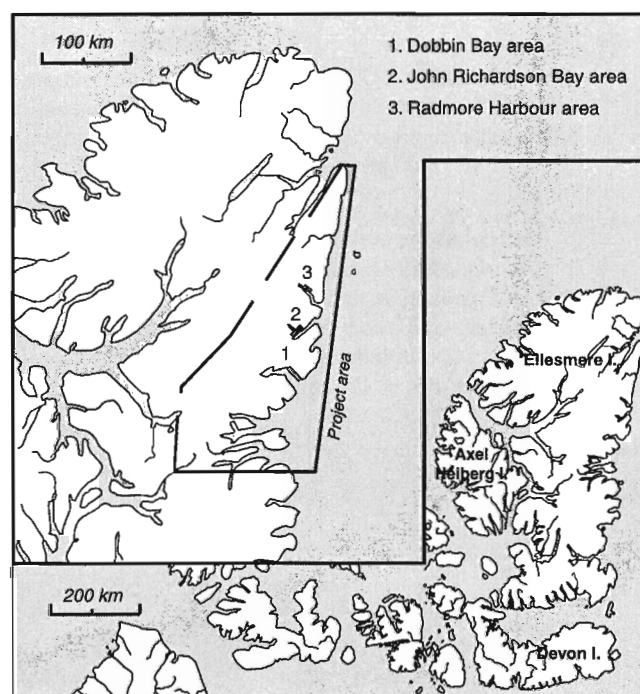 100 km
1. Dobbin Bay area
2. John Richardson Bay area
3. Radmore Harbour area
3
2
1
Project area
Ellesmere I.
Axel
Heiberg I.
200 km
Devon I.